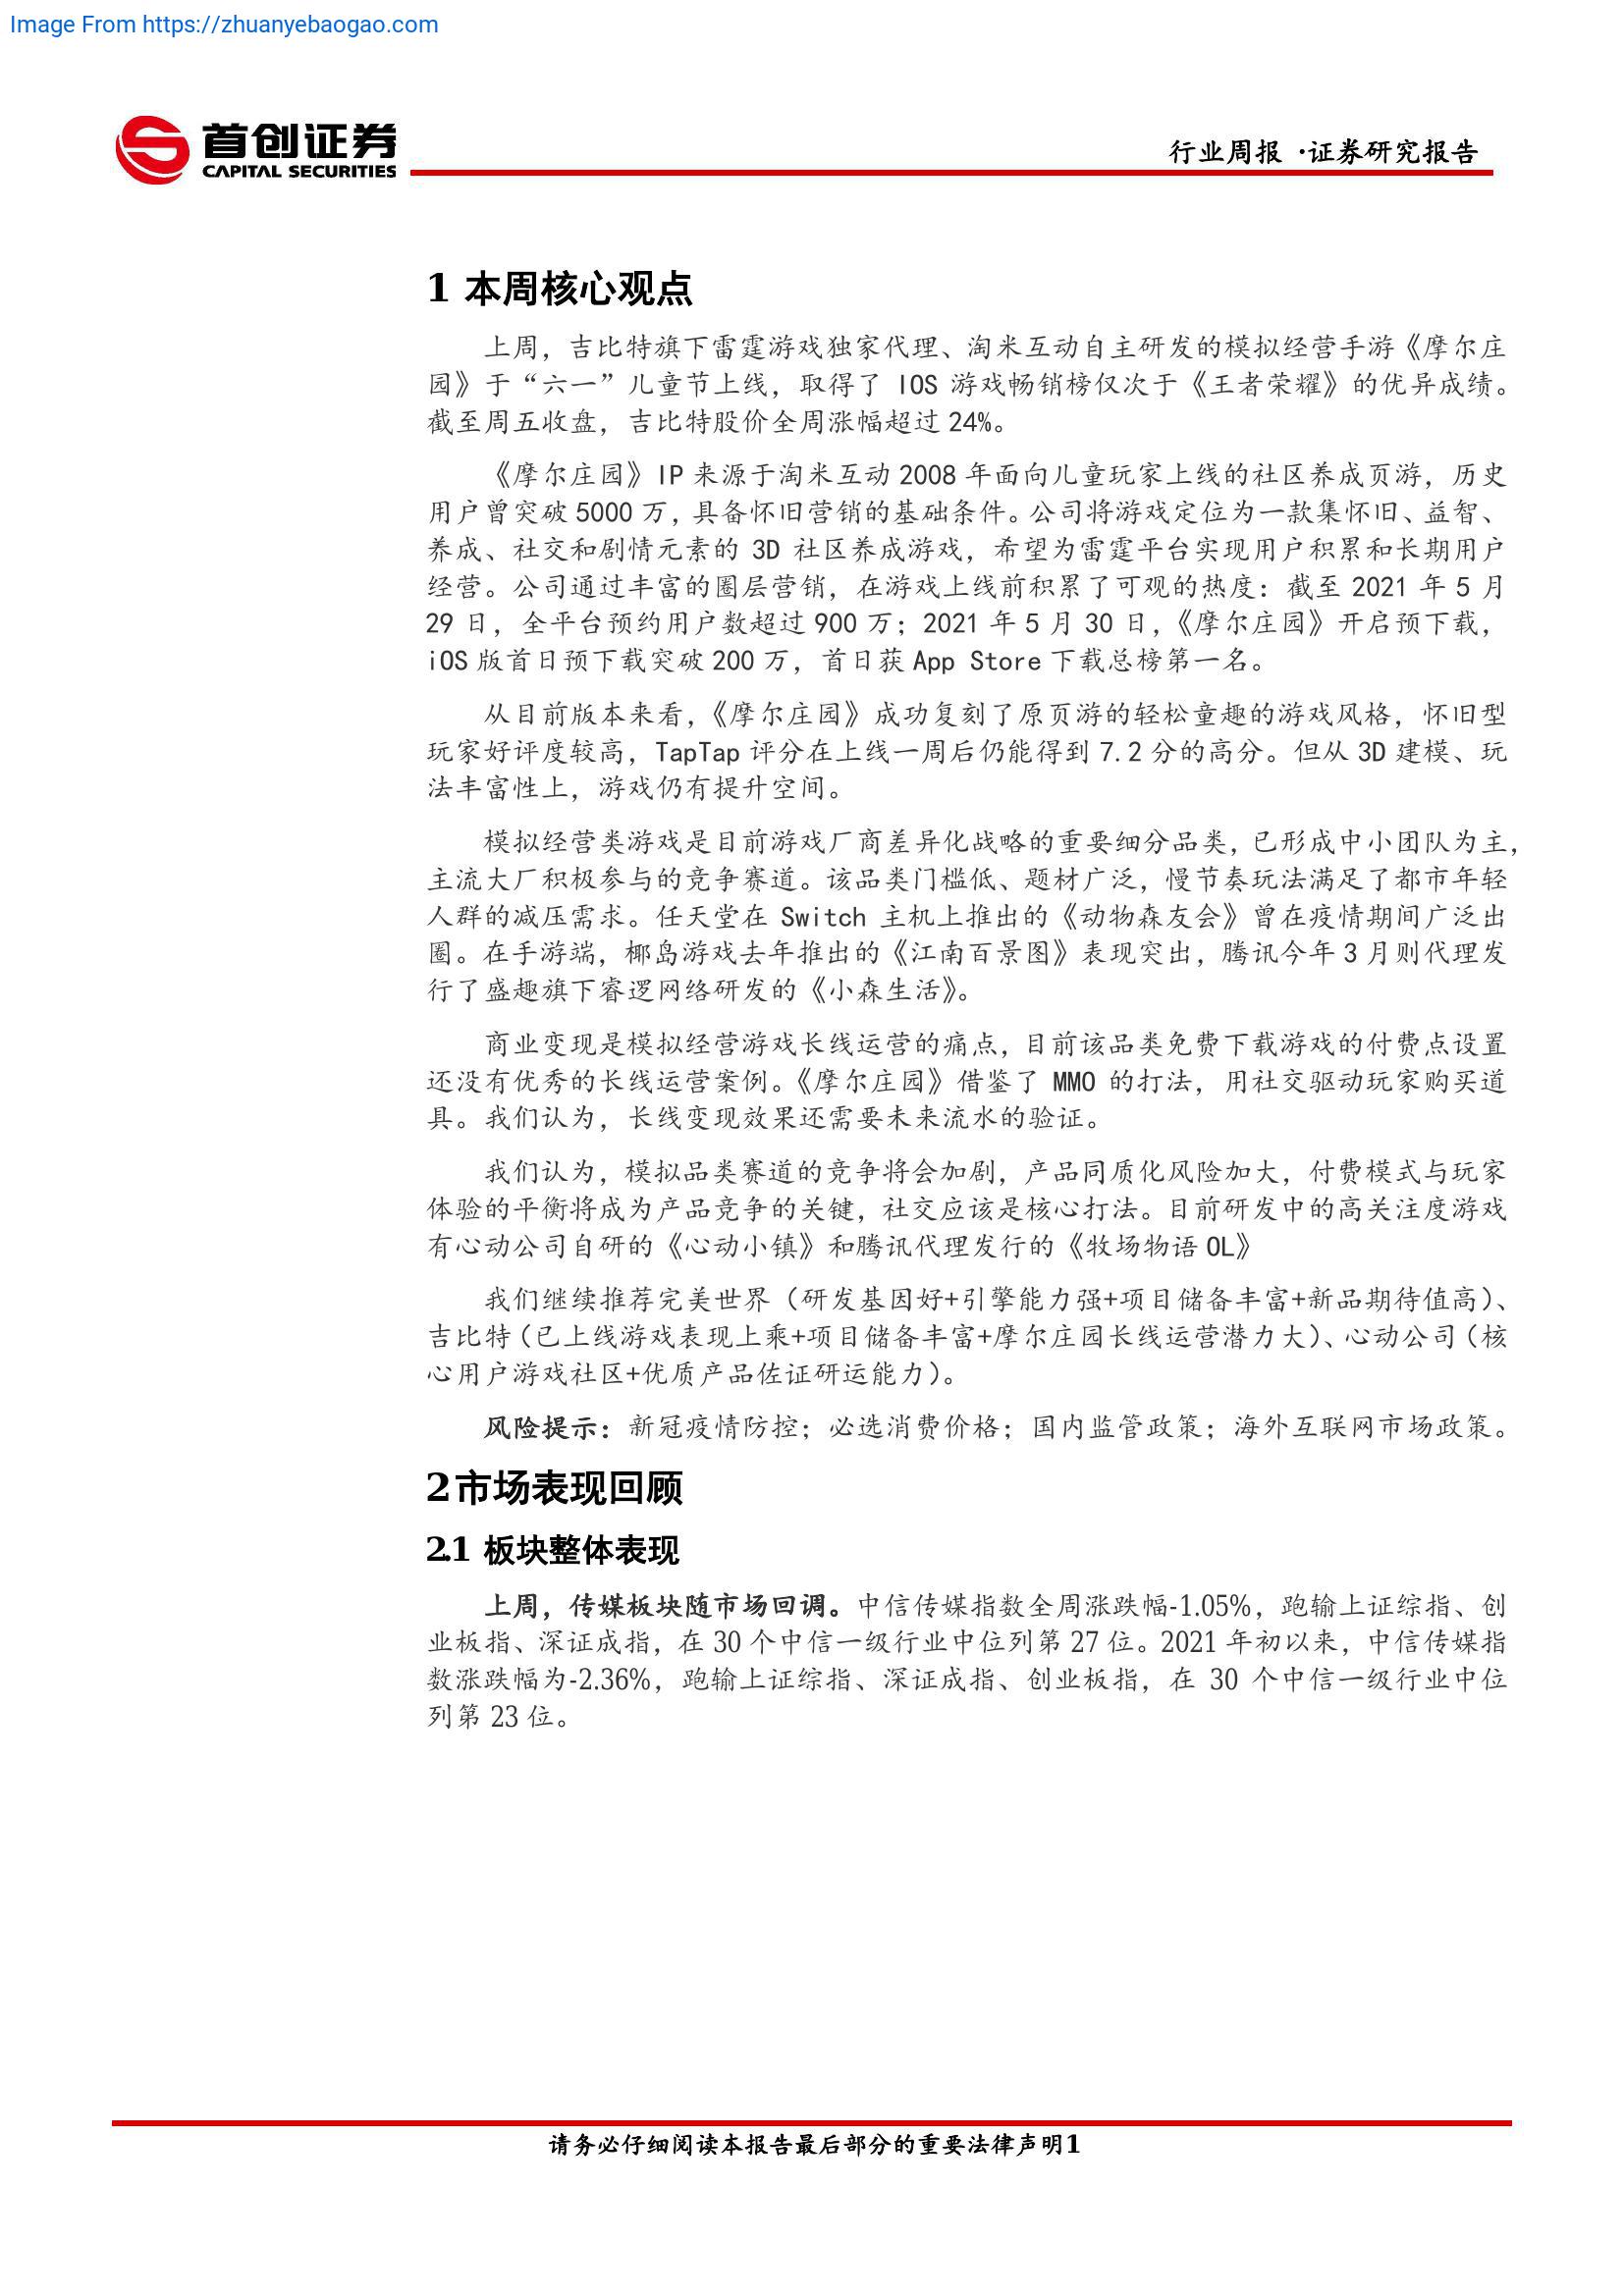 Image From https://zhuanyebaogao.com
首创证券
CAPITAL SECURITIES
行业周报 ·证券研究报告
1 本周核心观点
上周，吉比特旗下雷霆游戏独家代理、淘米互动自主研发的模拟经营手游《摩尔庄
园》于“六一”儿童节上线，取得了 IOS 游戏畅销榜仅次于《王者荣耀》的优异成绩。
截至周五收盘，吉比特股价全周涨幅超过 24%。
《摩尔庄园》IP 来源于淘米互动 2008 年面向儿童玩家上线的社区养成页游，历史
用户曾突破 5000 万，具备怀旧营销的基础条件。公司将游戏定位为一款集怀旧、益智、
养成、社交和剧情元素的 3D 社区养成游戏，希望为雷霆平台实现用户积累和长期用户
经营。公司通过丰富的圈层营销，在游戏上线前积累了可观的热度：截至 2021 年 5 月
29 日，全平台预约用户数超过 900 万；2021 年 5 月 30 日，《摩尔庄园》开启预下载，
iOS 版首日预下载突破 200 万，首日获 App Store 下载总榜第一名。
从目前版本来看，《摩尔庄园》成功复刻了原页游的轻松童趣的游戏风格，怀旧型
玩家好评度较高，TapTap 评分在上线一周后仍能得到 7.2 分的高分。但从 3D 建模、玩
法丰富性上，游戏仍有提升空间。
模拟经营类游戏是目前游戏厂商差异化战略的重要细分品类，已形成中小团队为主，
主流大厂积极参与的竞争赛道。该品类门槛低、题材广泛，慢节奏玩法满足了都市年轻
人群的减压需求。任天堂在 Switch 主机上推出的《动物森友会》曾在疫情期间广泛出
圈。在手游端，椰岛游戏去年推出的《江南百景图》表现突出，腾讯今年 3 月则代理发
行了盛趣旗下睿逻网络研发的《小森生活》。
商业变现是模拟经营游戏长线运营的痛点，目前该品类免费下载游戏的付费点设置
还没有优秀的长线运营案例。《摩尔庄园》借鉴了 MMO 的打法，用社交驱动玩家购买道
具。我们认为，长线变现效果还需要未来流水的验证。
我们认为，模拟品类赛道的竞争将会加剧，产品同质化风险加大，付费模式与玩家
体验的平衡将成为产品竞争的关键，社交应该是核心打法。目前研发中的高关注度游戏
有心动公司自研的《心动小镇》和腾讯代理发行的《牧场物语 OL》
我们继续推荐完美世界（研发基因好+引擎能力强+项目储备丰富+新品期待值高）、
吉比特（已上线游戏表现上乘+项目储备丰富+摩尔庄园长线运营潜力大）、心动公司（核
心用户游戏社区+优质产品佐证研运能力）。
风险提示：新冠疫情防控；必选消费价格；国内监管政策；海外互联网市场政策。
2 市场表现回顾
2.1 板块整体表现
上周，传媒板块随市场回调。中信传媒指数全周涨跌幅-1.05%，跑输上证综指、创
业板指、深证成指，在 30 个中信一级行业中位列第 27 位。2021 年初以来，中信传媒指
数涨跌幅为-2.36%，跑输上证综指、深证成指、创业板指，在 30 个中信一级行业中位
列第 23 位。
请务必仔细阅读本报告最后部分的重要法律声明1